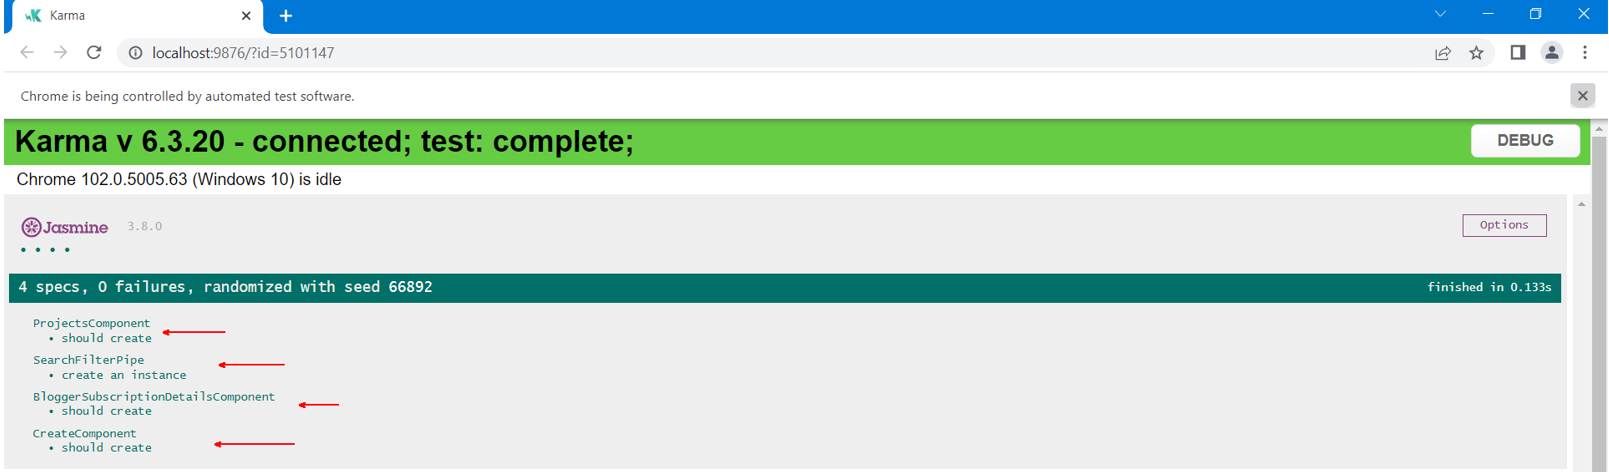 Karma
localhost:9876/?id=5101147
Chrome is being controlled by automated test software.
Karma v 6.3.20 - connected; test: complete;
DEBUG
Chrome 102.0.5005.63 (Windows 10) is idle
Jasmine 3.8.0
Options
4 specs, 0 failures, randomized with seed 66892
finished in 0.133s
ProjectsComponent
• should create
SearchFilterPipe
• create an instance
BloggerSubscriptionDetailsComponent
• should create
CreateComponent
• should create